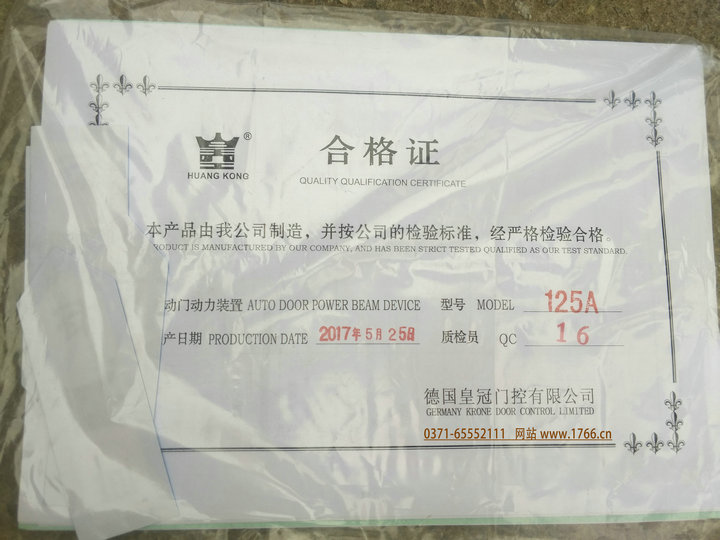 ®
HUANG KONG
合格证
QUALITY QUALIFICATION CERTIFICATE
本产品由我公司制造，并按公司的检验标准，经严格检验合格。
RODUCT IS MANUFACTURED BY OUR COMPANY, AND HAS BEEN STRICT TESTED QUALIFIED AS OUR TEST STANDARD.
动门动力装置 AUTO DOOR POWER BEAM DEVICE 型号 MODEL 125A
产日期 PRODUCTION DATE 2017年5月25日 质检员 QC 16
德国皇冠门控有限公司
GERMANY KRONE DOOR CONTROL LIMITED
0371-65552111 网站 www.1766.cn